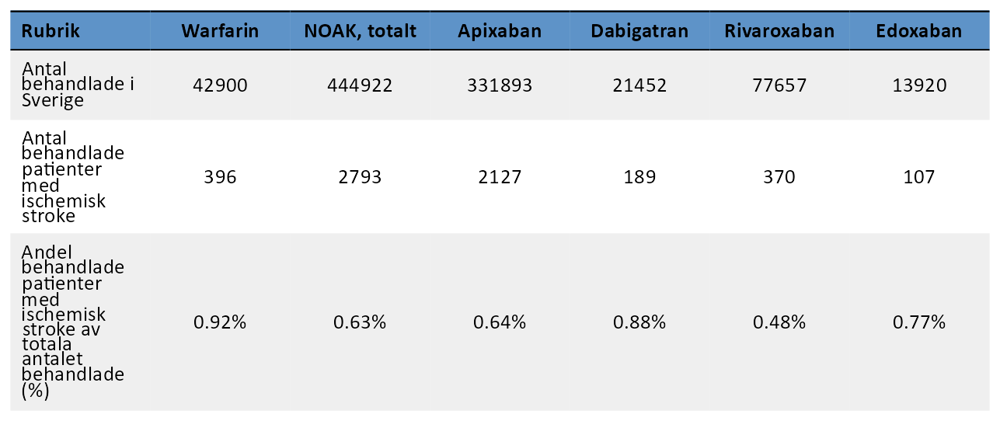 Rubrik Warfarin NOAK, totalt Apixaban Dabigatran Rivaroxaban Edoxaban
Antal
behandlade i
Sverige
42900 444922 331893 21452 77657 13920
Antal
behandlade
patienter
med
ischemisk
stroke
396 2793 2127 189 370 107
Andel
behandlade
patienter
med
ischemisk
stroke av
totala
antalet
behandlade
(%)
0.92% 0.63% 0.64% 0.88% 0.48% 0.77%